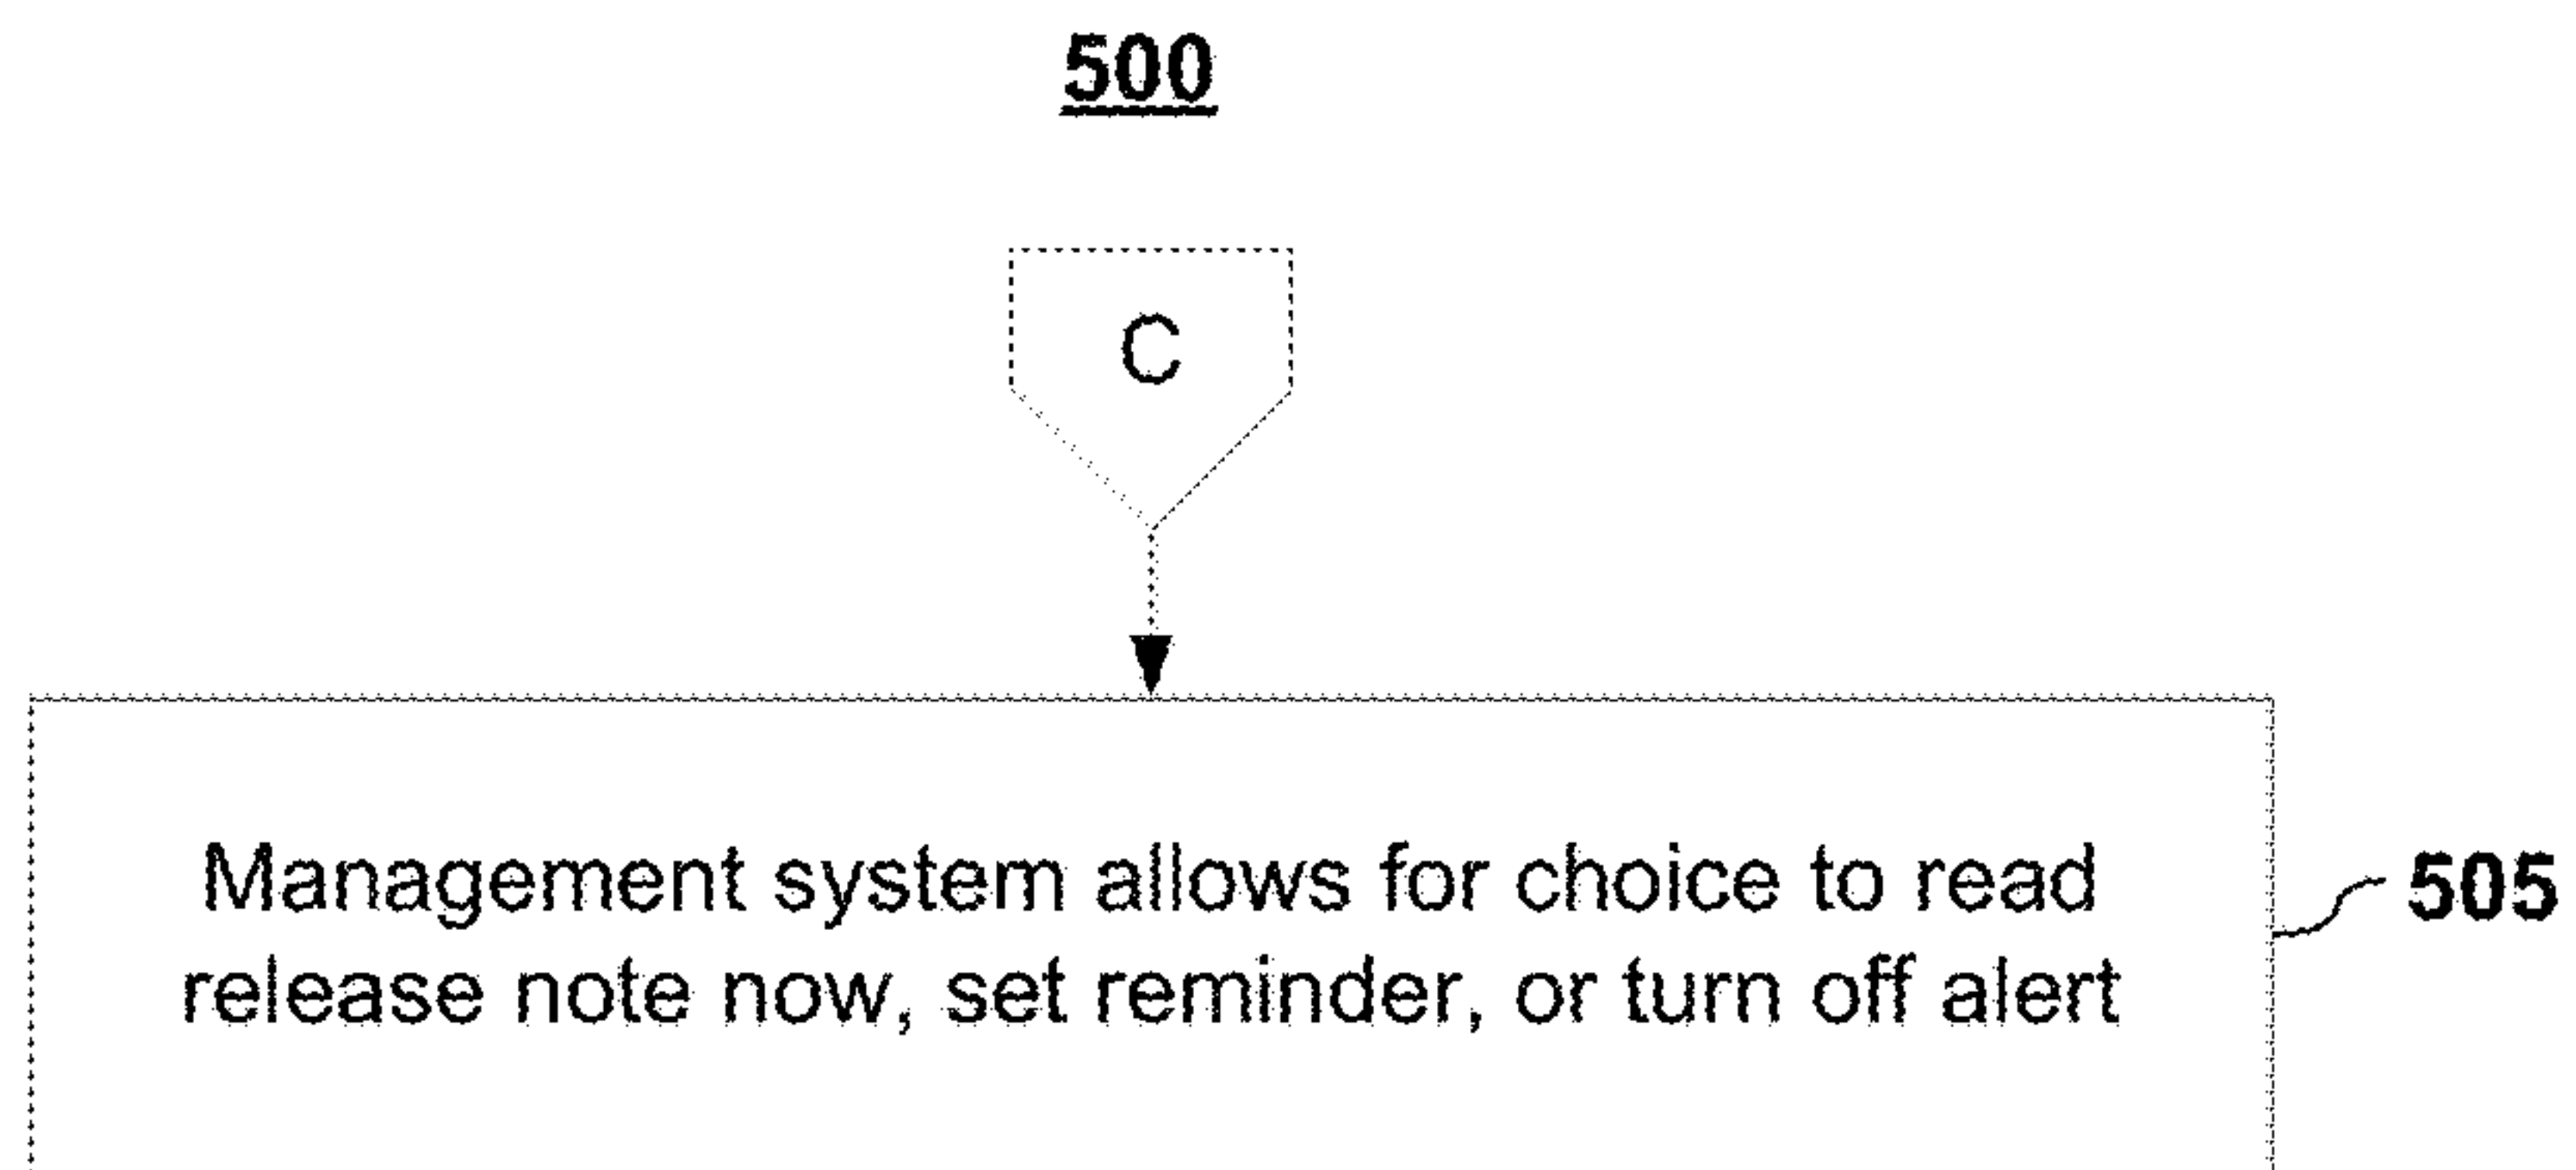 500
C
Management system allows for choice to read
release note now, set reminder, or turn off alert
505